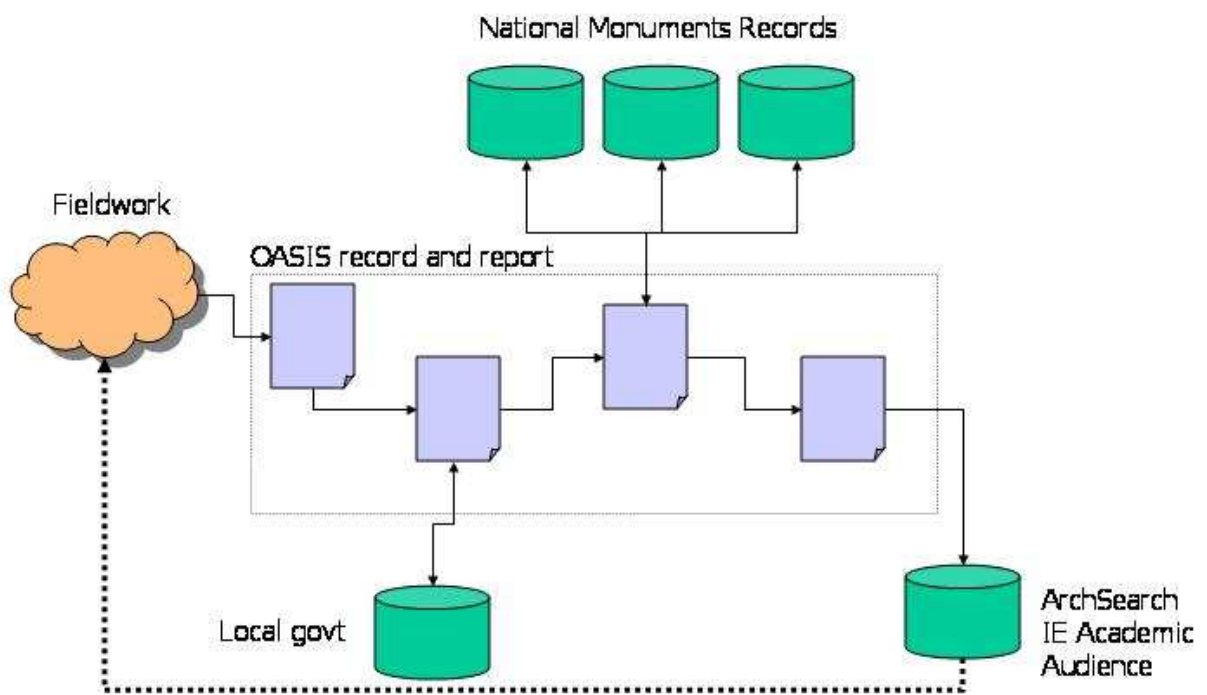 National Monuments Records
Fieldwork
OASIS record and report
Local govt
ArchSearch
IE Academic
Audience